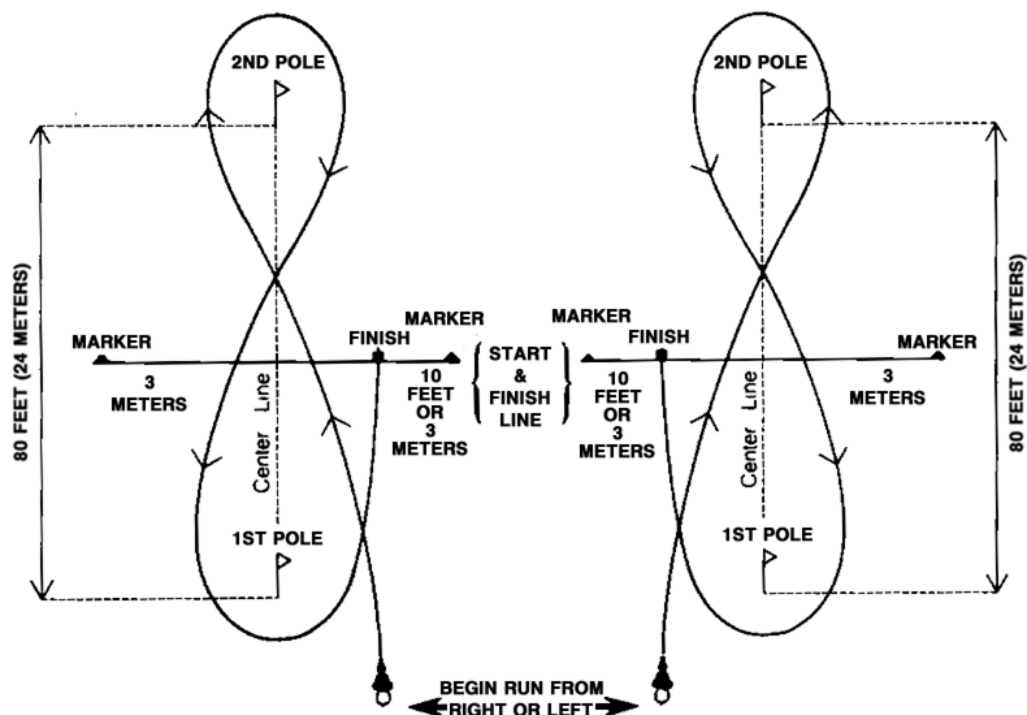 2ND POLE
2ND POLE
80 FEET (24 METERS)
80 FEET (24 METERS)
MARKER
FINISH
MARKER
MARKER
FINISH
MARKER
3
METERS
10
FEET
OR
3
METERS
START
&
FINISH
LINE
10
FEET
OR
3
METERS
3
METERS
Center Line
Center Line
1ST POLE
1ST POLE
BEGIN RUN FROM
RIGHT OR LEFT